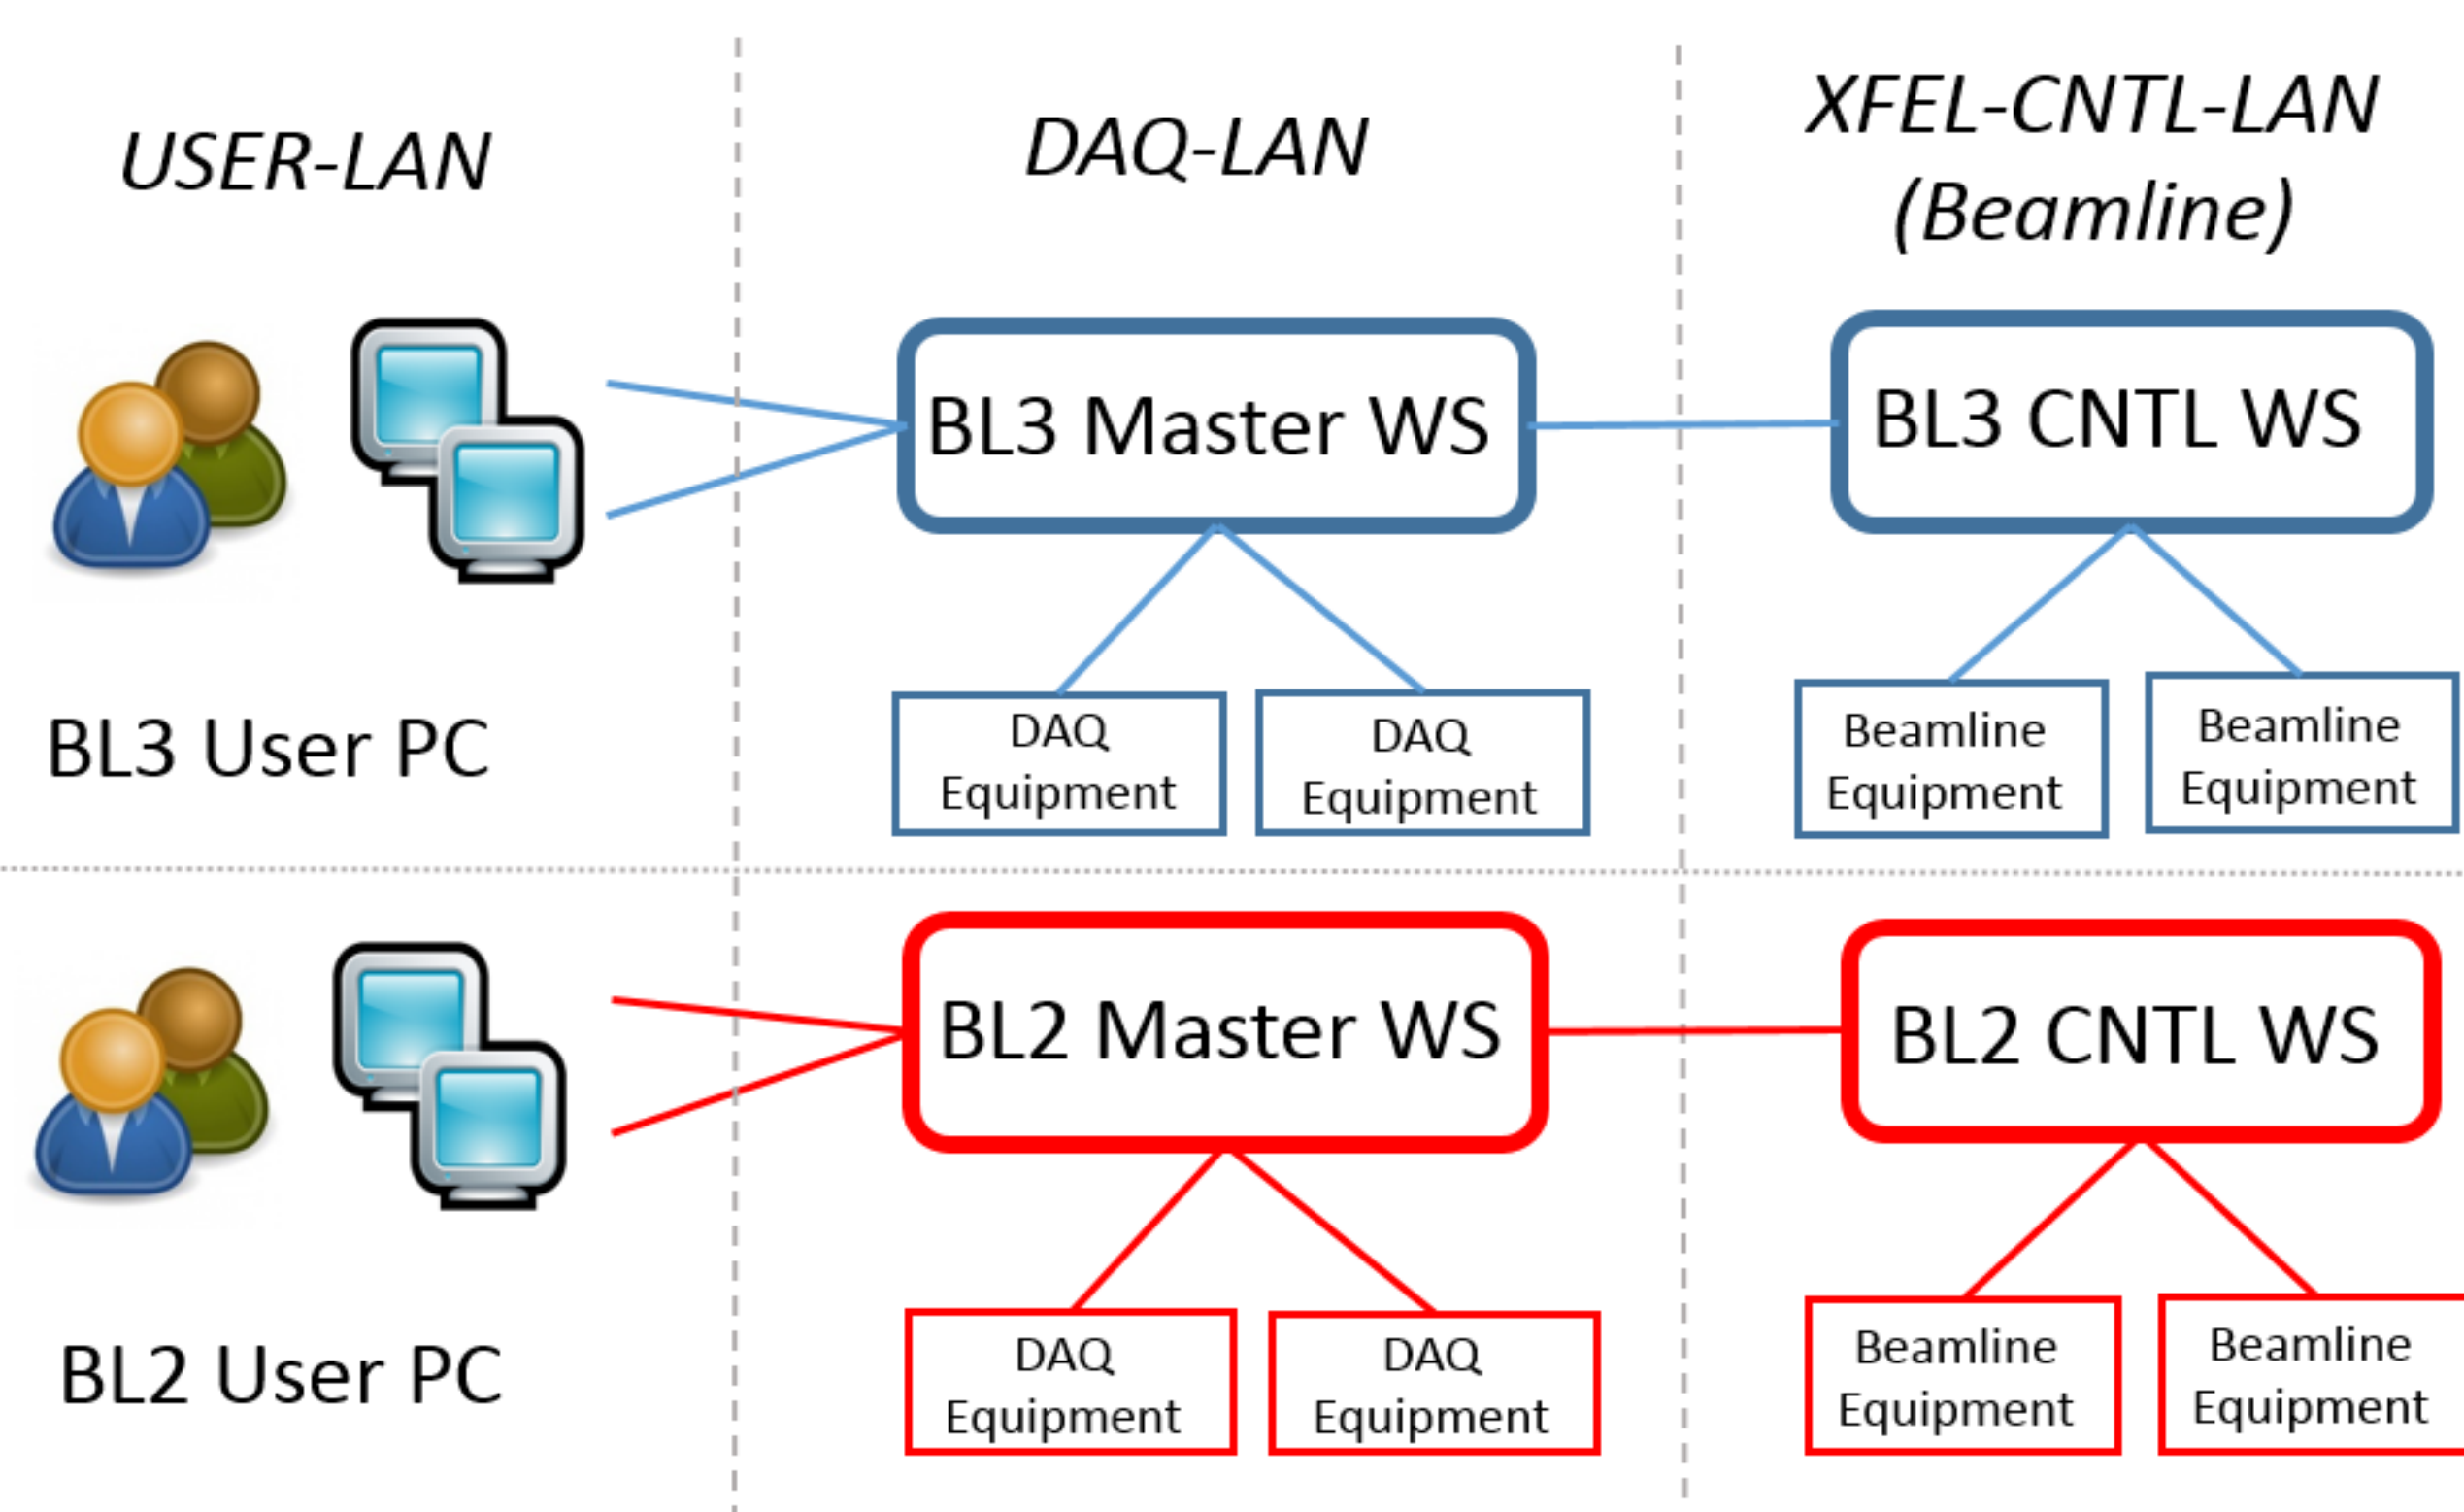 USER-LAN
DAQ-LAN
XFEL-CNTL-LAN
(Beamline)
BL3 Master WS
BL3 CNTL WS
BL3 User PC
DAQ
Equipment
DAQ
Equipment
Beamline
Equipment
Beamline
Equipment
BL2 Master WS
BL2 CNTL WS
BL2 User PC
DAQ
Equipment
DAQ
Equipment
Beamline
Equipment
Beamline
Equipment